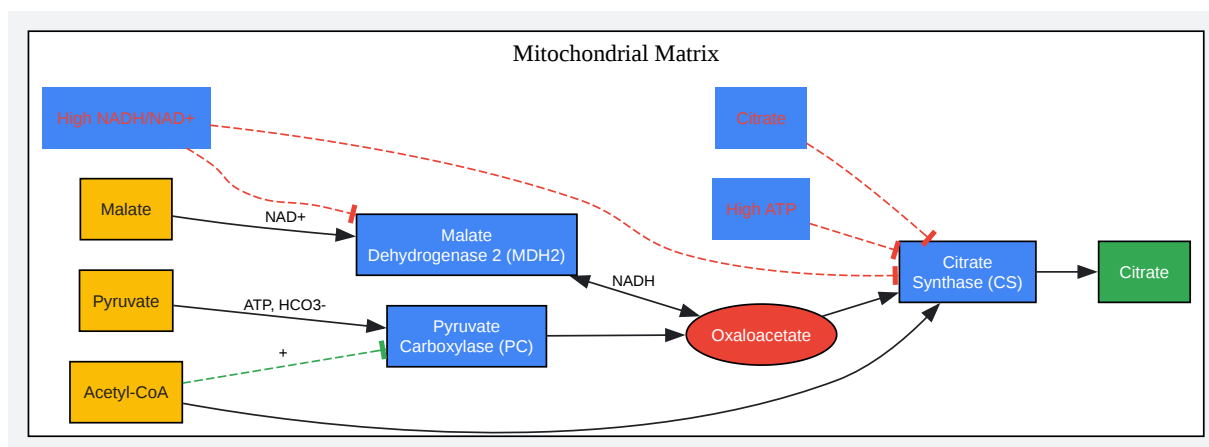 Mitochondrial Matrix
High NADH/NAD+
Citrate
Malate
NAD+
High ATP
Malate
Dehydrogenase 2 (MDH2)
Citrate
Synthase (CS)
Citrate
NADH
Pyruvate
ATP, HCO3-
Pyruvate
Carboxylase (PC)
Oxaloacetate
+
Acetyl-CoA